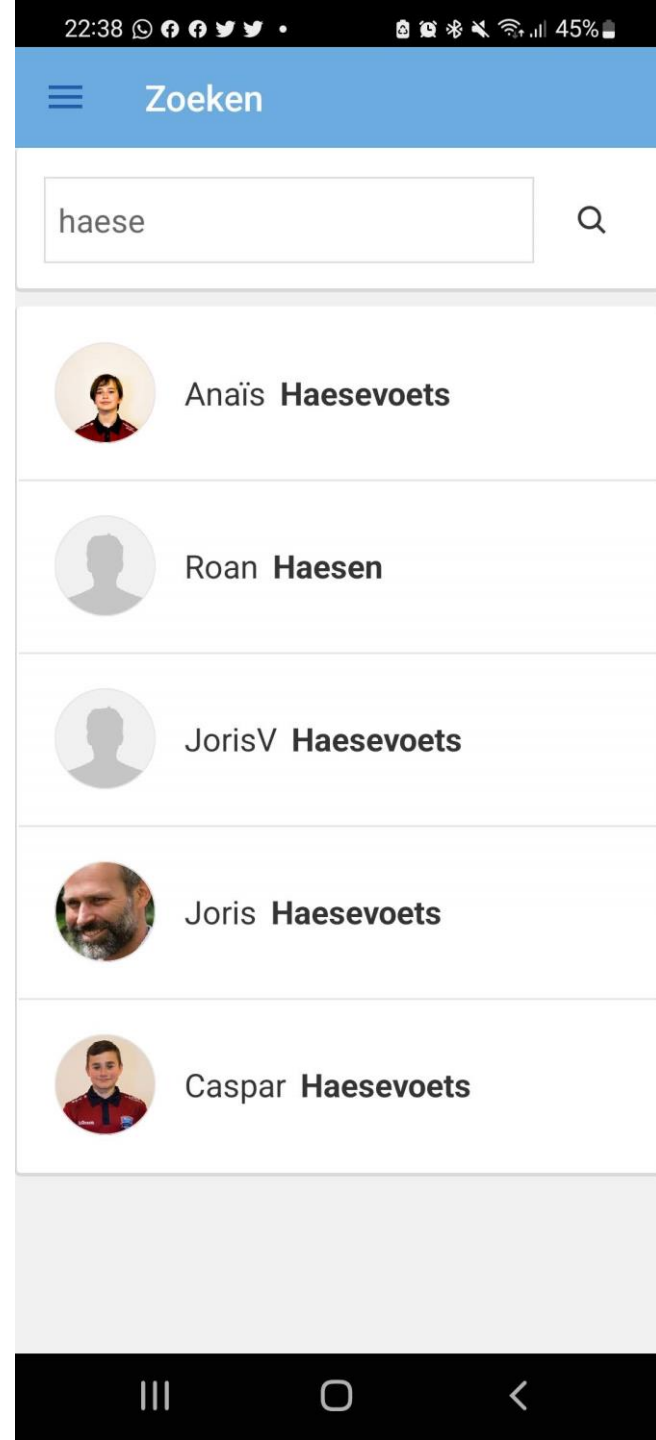 22:38 45%
Zoeken
haese
Anaïs Haesevoets
Roan Haesen
JorisV Haesevoets
Joris Haesevoets
Caspar Haesevoets